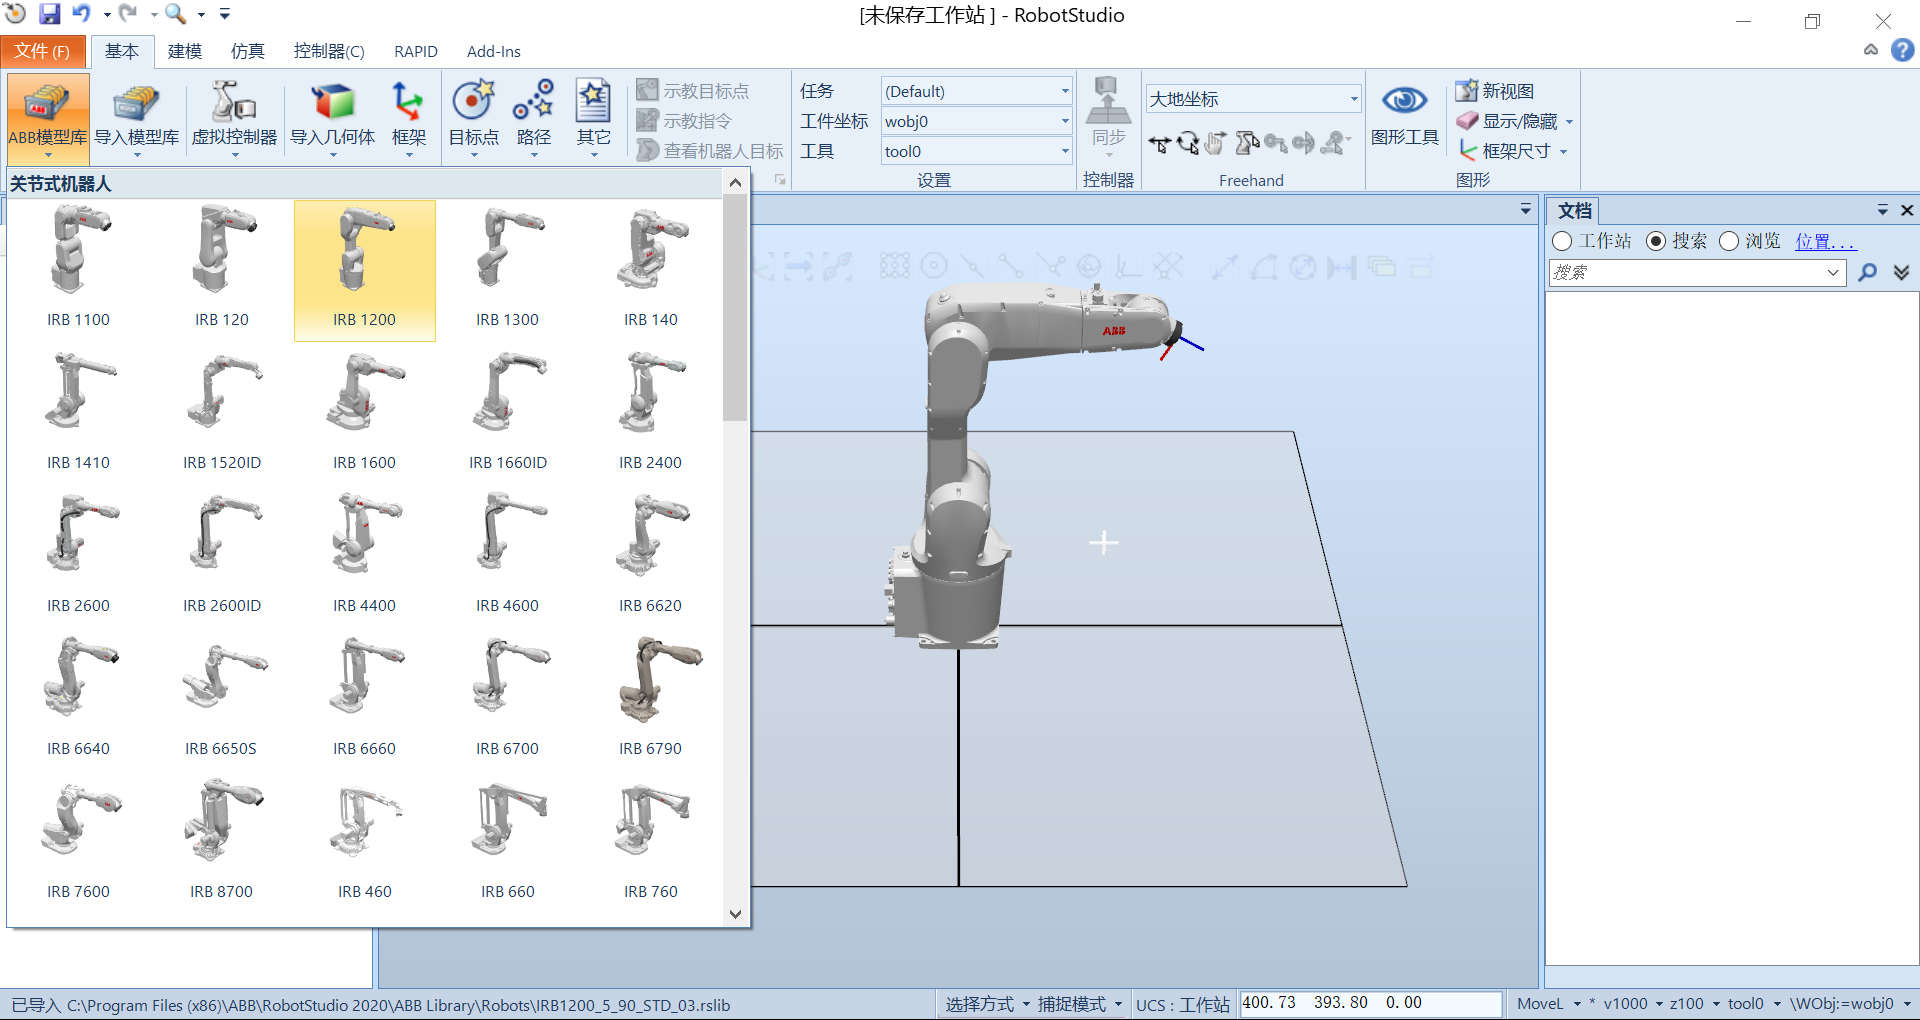 [未保存工作站 ] - RobotStudio
文件 (F) 基本 建模 仿真 控制器(C) RAPID Add-Ins
ABB模型库 导入模型库 虚拟控制器 导入几何体 框架 目标点 路径 其它
示教目标点
示教指令
查看机器人目标
任务 (Default)
工件坐标 wobj0
工具 tool0
设置
同步
控制器
大地坐标
Freehand
图形工具
新视图
显示/隐藏
框架尺寸
图形
关节式机器人
IRB 1100 IRB 120 IRB 1200 IRB 1300 IRB 140
IRB 1410 IRB 1520ID IRB 1600 IRB 1660ID IRB 2400
IRB 2600 IRB 2600ID IRB 4400 IRB 4600 IRB 6620
IRB 6640 IRB 6650S IRB 6660 IRB 6700 IRB 6790
IRB 7600 IRB 8700 IRB 460 IRB 660 IRB 760
ABB
文档
工作站 搜索 浏览 位置...
搜索
已导入 C:\Program Files (x86)\ABB\RobotStudio 2020\ABB Library\Robots\IRB1200_5_90_STD_03.rslib
选择方式 捕捉模式 UCS : 工作站 400.73 393.80 0.00 MoveL * v1000 z100 tool0 \WObj:=wobj0